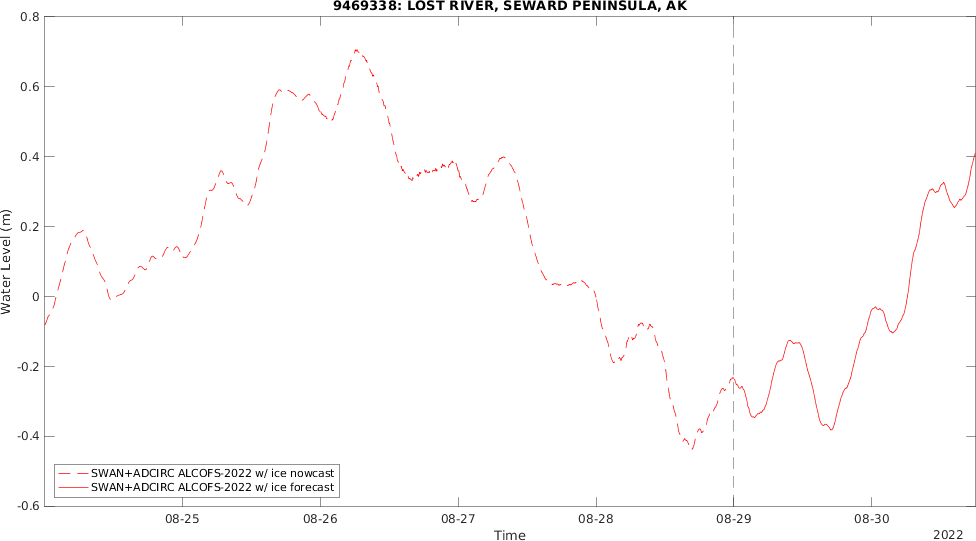 9469338: LOST RIVER, SEWARD PENINSULA, AK
0.8
0.6
0.4
0.2
0
-0.2
-0.4
-0.6
Water Level (m)
SWAN+ADCIRC ALCOFS-2022 w/ ice nowcast
SWAN+ADCIRC ALCOFS-2022 w/ ice forecast
08-25 08-26 08-27 08-28 08-29 08-30
Time
2022